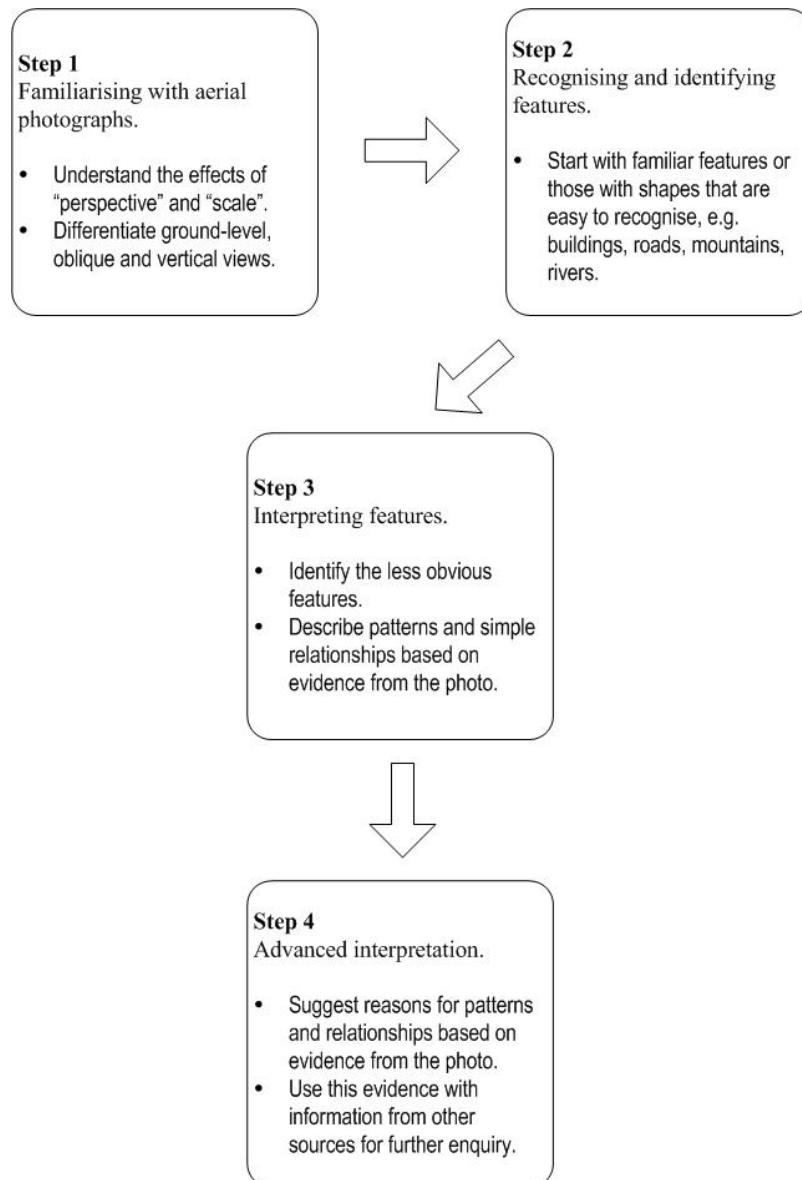 Step 1
Familiarising with aerial
photographs.
• Understand the effects of
“perspective” and “scale”.
• Differentiate ground-level,
oblique and vertical views.
Step 2
Recognising and identifying
features.
• Start with familiar features or
those with shapes that are
easy to recognise, e.g.
buildings, roads, mountains,
rivers.
Step 3
Interpreting features.
• Identify the less obvious
features.
• Describe patterns and simple
relationships based on
evidence from the photo.
Step 4
Advanced interpretation.
• Suggest reasons for patterns
and relationships based on
evidence from the photo.
• Use this evidence with
information from other
sources for further enquiry.